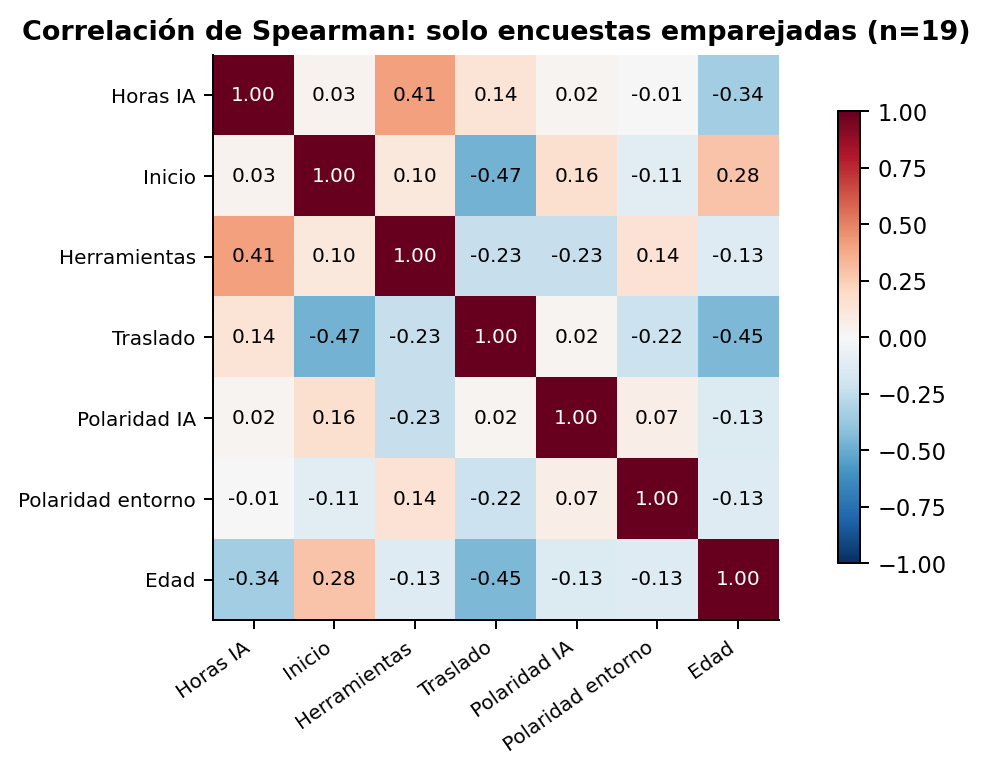 Correlación de Spearman: solo encuestas emparejadas (n=19)
Horas IA 1.00 0.03 0.41 0.14 0.02 -0.01 -0.34
Inicio 0.03 1.00 0.10 -0.47 0.16 -0.11 0.28
Herramientas 0.41 0.10 1.00 -0.23 -0.23 0.14 -0.13
Traslado 0.14 -0.47 -0.23 1.00 0.02 -0.22 -0.45
Polaridad IA 0.02 0.16 -0.23 0.02 1.00 0.07 -0.13
Polaridad entorno -0.01 -0.11 0.14 -0.22 0.07 1.00 -0.13
Edad -0.34 0.28 -0.13 -0.45 -0.13 -0.13 1.00
Horas IA Inicio Herramientas Traslado Polaridad IA Polaridad entorno Edad
1.00
0.75
0.50
0.25
0.00
−0.25
−0.50
−0.75
−1.00